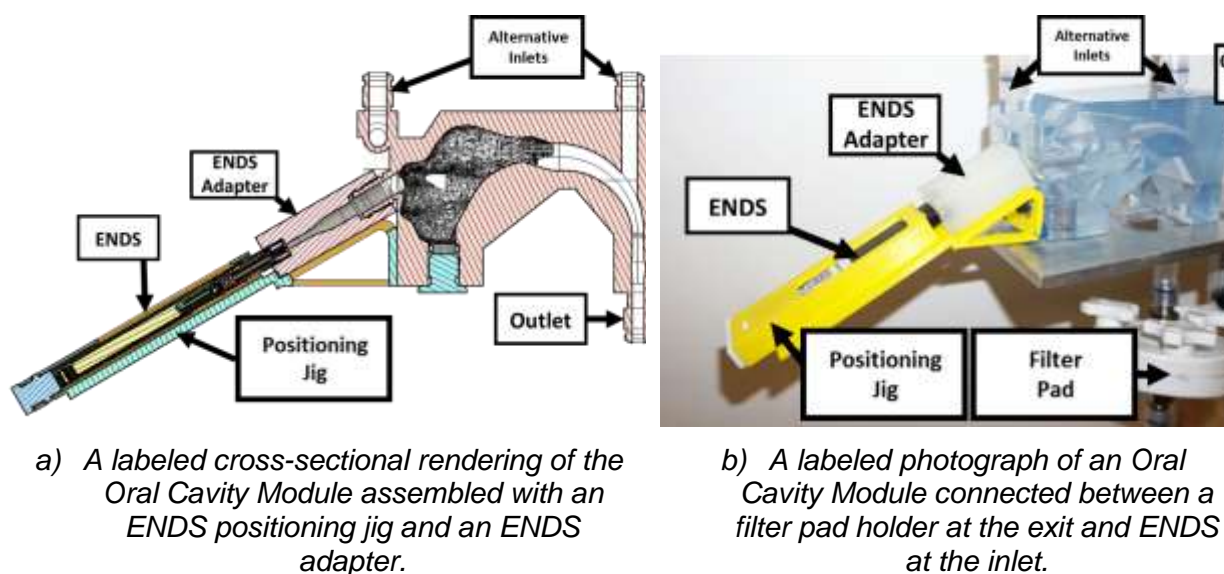 Alternative
Inlets
ENDS
Adapter
ENDS
Positioning
Jig
Outlet
Alternative
Inlets
ENDS
Adapter
ENDS
Positioning
Jig
Filter
Pad
a) A labeled cross-sectional rendering of the
Oral Cavity Module assembled with an
ENDS positioning jig and an ENDS
adapter.
b) A labeled photograph of an Oral
Cavity Module connected between a
filter pad holder at the exit and ENDS
at the inlet.